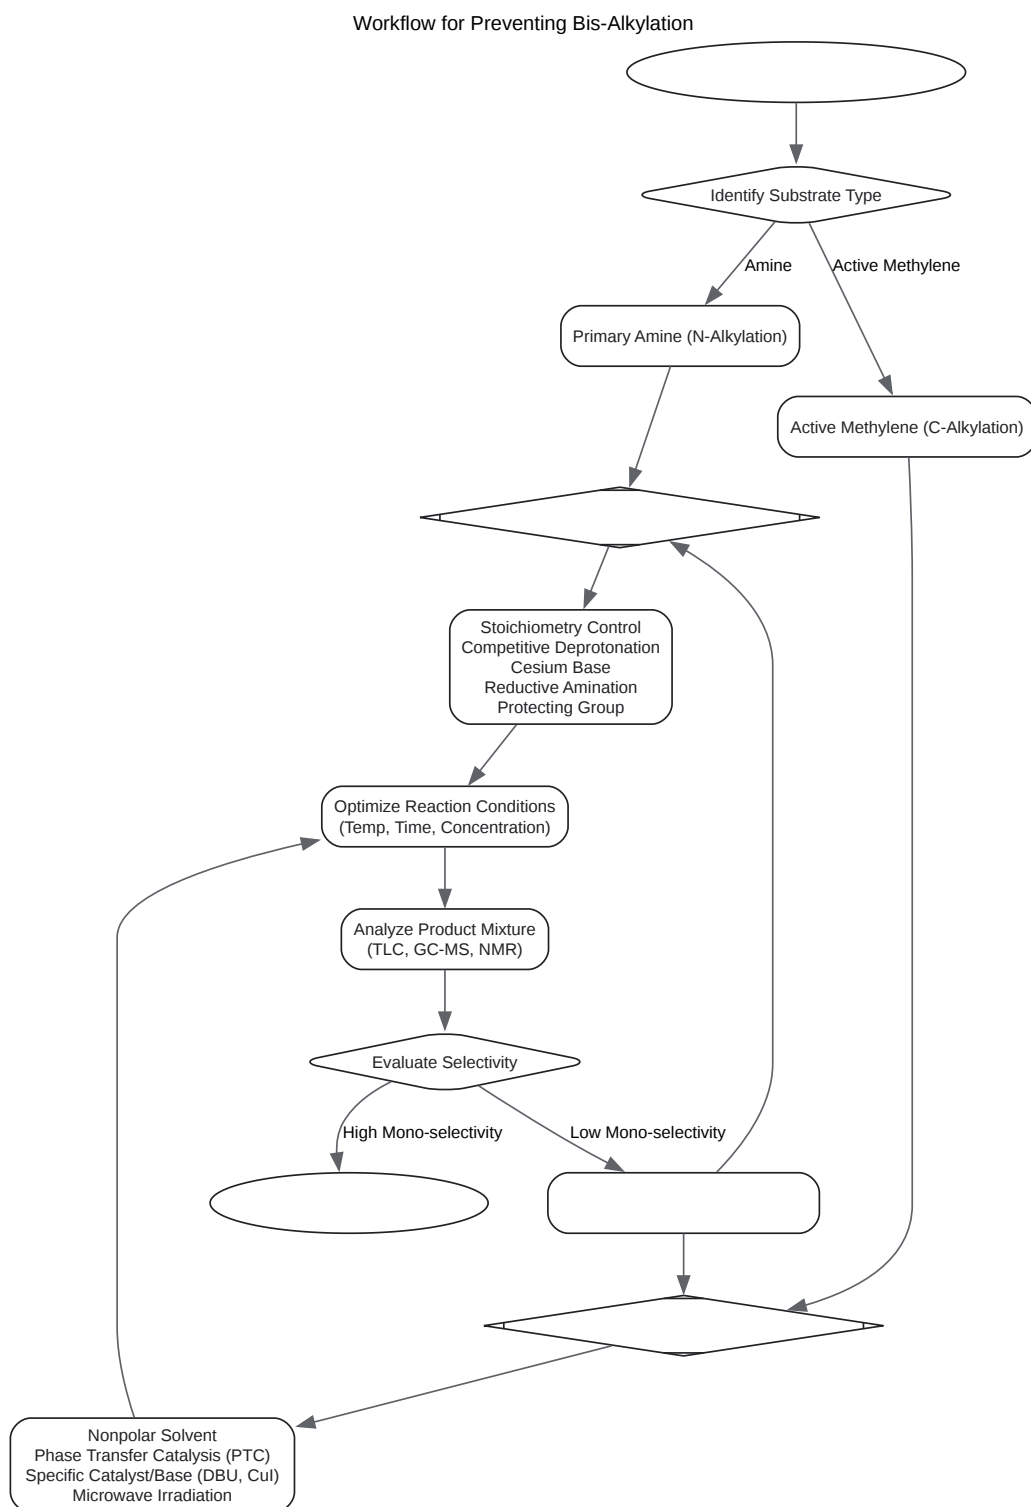 Workflow for Preventing Bis-Alkylation
Identify Substrate Type
Amine
Active Methylene
Primary Amine (N-Alkylation)
Active Methylene (C-Alkylation)
Stoichiometry Control
Competitive Deprotonation
Cesium Base
Reductive Amination
Protecting Group
Optimize Reaction Conditions
(Temp, Time, Concentration)
Analyze Product Mixture
(TLC, GC-MS, NMR)
Evaluate Selectivity
High Mono-selectivity
Low Mono-selectivity
Nonpolar Solvent
Phase Transfer Catalysis (PTC)
Specific Catalyst/Base (DBU, CuI)
Microwave Irradiation